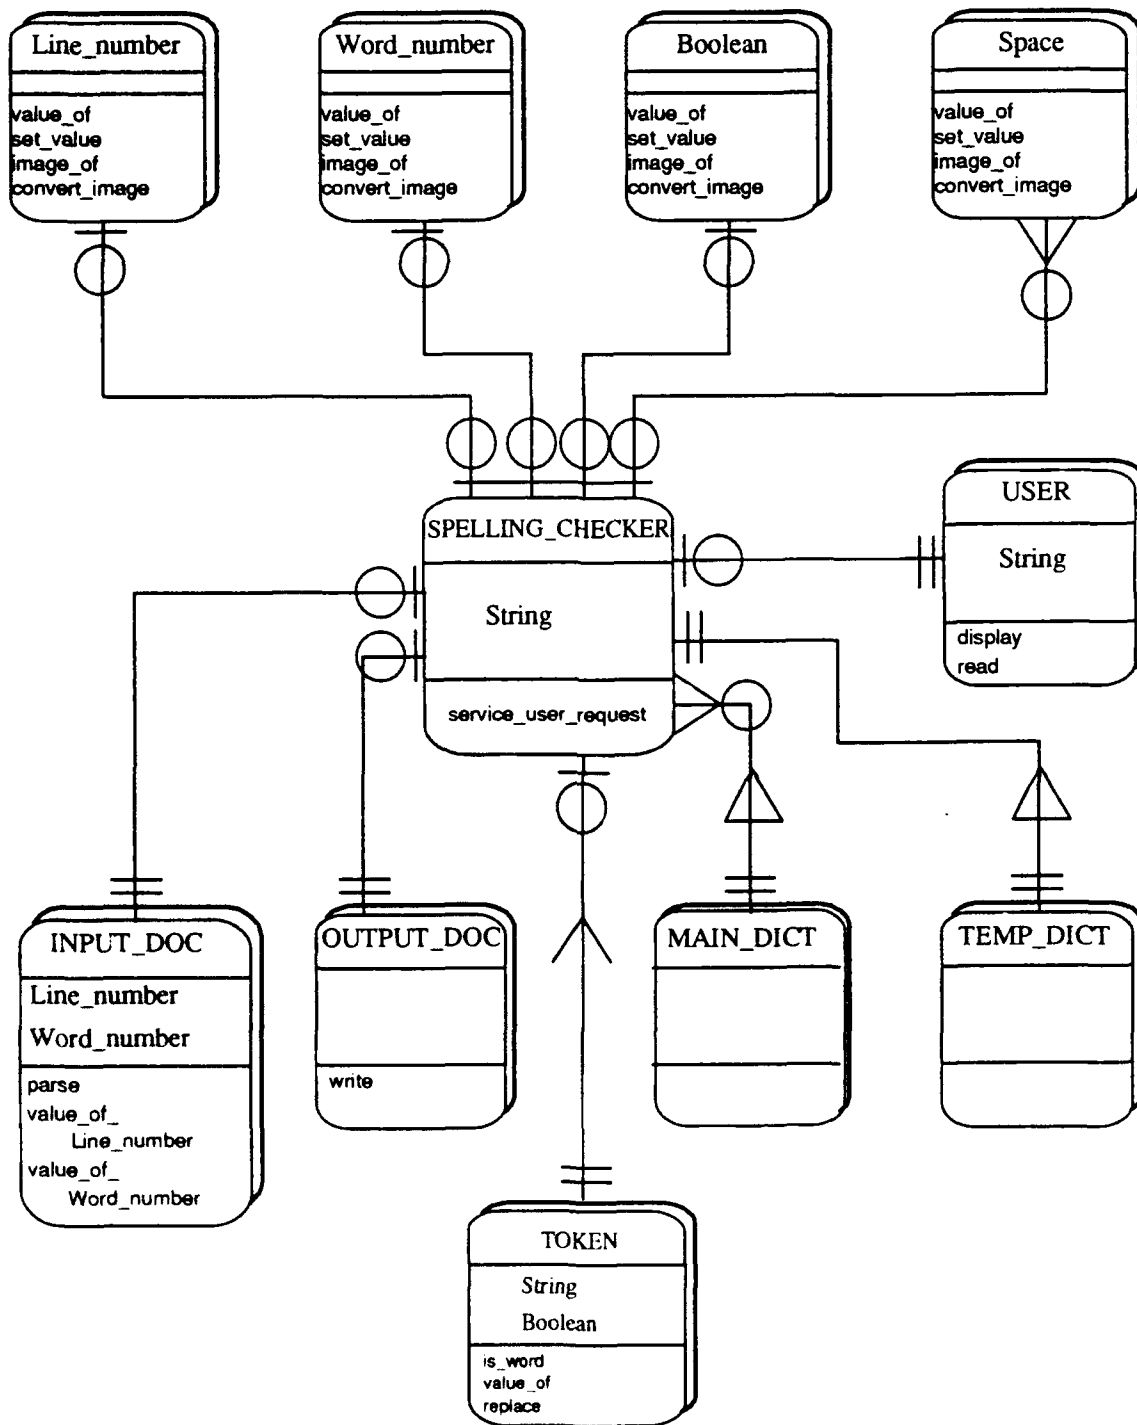 Line_number
value_of
set_value
image_of
convert_image
Word_number
value_of
set_value
image_of
convert_image
Boolean
value_of
set_value
image_of
convert_image
Space
value_of
set_value
image_of
convert_image
SPELLING_CHECKER
String
service_user_request
USER
String
display
read
INPUT_DOC
Line_number
Word_number
parse
value_of_
Line_number
value_of_
Word_number
OUTPUT_DOC
write
MAIN_DICT
TEMP_DICT
TOKEN
String
Boolean
is_word
value_of
replace